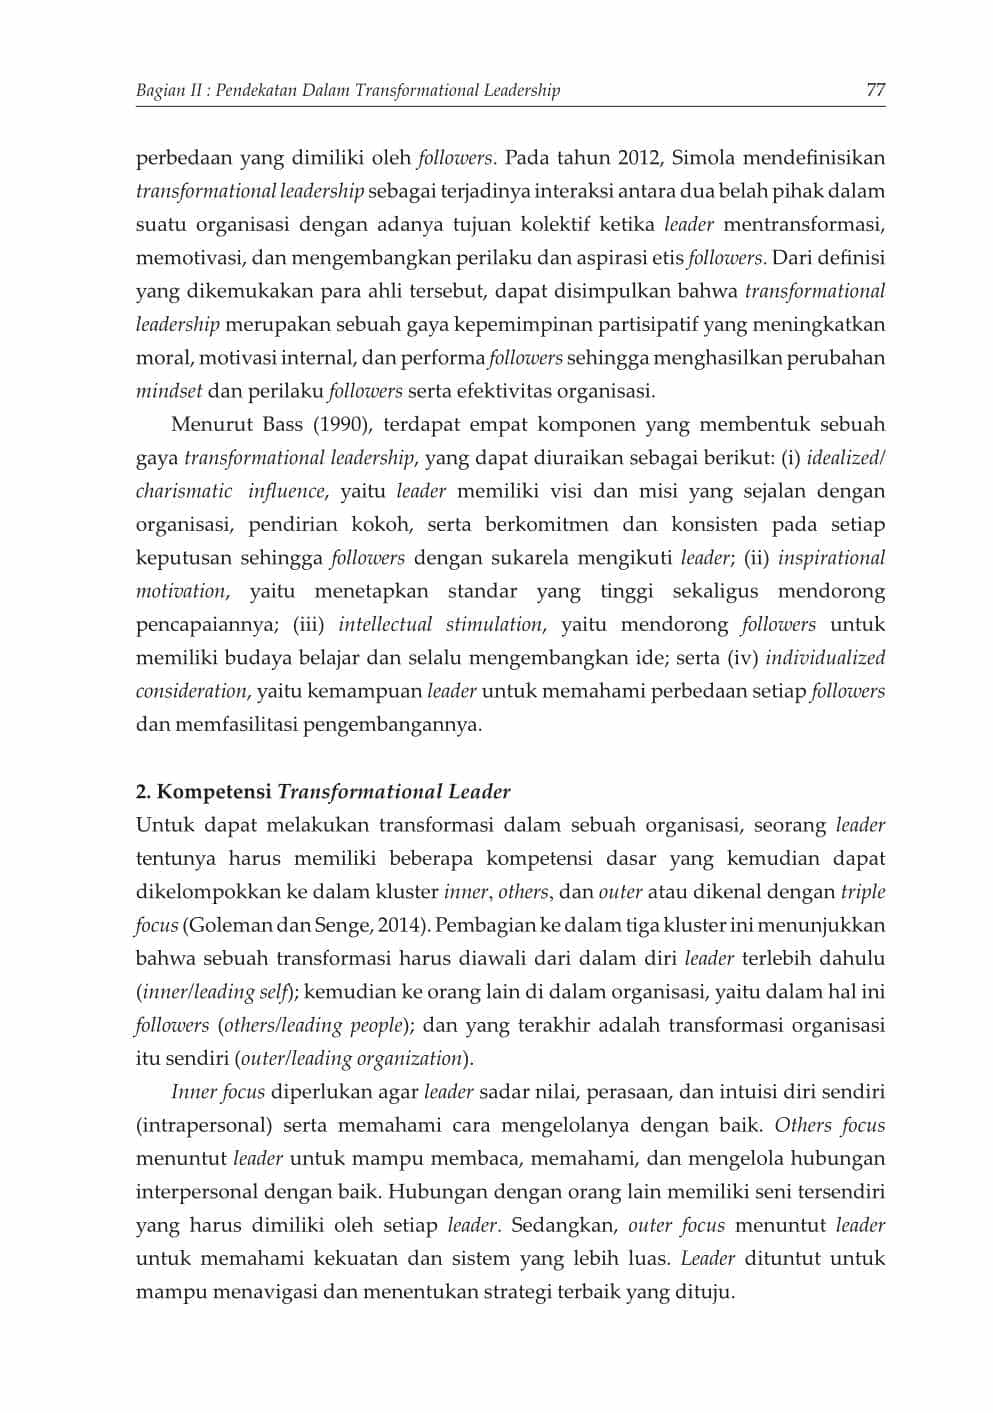 Bagian II : Pendekatan Dalam Transformational Leadership 77
perbedaan yang dimiliki oleh followers. Pada tahun 2012, Simola mendefinisikan
transformational leadership sebagai terjadinya interaksi antara dua belah pihak dalam
suatu organisasi dengan adanya tujuan kolektif ketika leader mentransformasi,
memotivasi, dan mengembangkan perilaku dan aspirasi etis followers. Dari definisi
yang dikemukakan para ahli tersebut, dapat disimpulkan bahwa transformational
leadership merupakan sebuah gaya kepemimpinan partisipatif yang meningkatkan
moral, motivasi internal, dan performa followers sehingga menghasilkan perubahan
mindset dan perilaku followers serta efektivitas organisasi.
Menurut Bass (1990), terdapat empat komponen yang membentuk sebuah
gaya transformational leadership, yang dapat diuraikan sebagai berikut: (i) idealized/
charismatic influence, yaitu leader memiliki visi dan misi yang sejalan dengan
organisasi, pendirian kokoh, serta berkomitmen dan konsisten pada setiap
keputusan sehingga followers dengan sukarela mengikuti leader; (ii) inspirational
motivation, yaitu menetapkan standar yang tinggi sekaligus mendorong
pencapaiannya; (iii) intellectual stimulation, yaitu mendorong followers untuk
memiliki budaya belajar dan selalu mengembangkan ide; serta (iv) individualized
consideration, yaitu kemampuan leader untuk memahami perbedaan setiap followers
dan memfasilitasi pengembangannya.
2. Kompetensi Transformational Leader
Untuk dapat melakukan transformasi dalam sebuah organisasi, seorang leader
tentunya harus memiliki beberapa kompetensi dasar yang kemudian dapat
dikelompokkan ke dalam kluster inner, others, dan outer atau dikenal dengan triple
focus (Goleman dan Senge, 2014). Pembagian ke dalam tiga kluster ini menunjukkan
bahwa sebuah transformasi harus diawali dari dalam diri leader terlebih dahulu
(inner/leading self); kemudian ke orang lain di dalam organisasi, yaitu dalam hal ini
followers (others/leading people); dan yang terakhir adalah transformasi organisasi
itu sendiri (outer/leading organization).
Inner focus diperlukan agar leader sadar nilai, perasaan, dan intuisi diri sendiri
(intrapersonal) serta memahami cara mengelolanya dengan baik. Others focus
menuntut leader untuk mampu membaca, memahami, dan mengelola hubungan
interpersonal dengan baik. Hubungan dengan orang lain memiliki seni tersendiri
yang harus dimiliki oleh setiap leader. Sedangkan, outer focus menuntut leader
untuk memahami kekuatan dan sistem yang lebih luas. Leader dituntut untuk
mampu menavigasi dan menentukan strategi terbaik yang dituju.